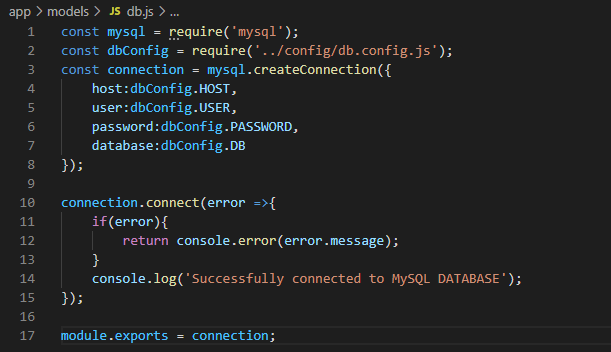 app > models > JS db.js > ...
1 const mysql = require('mysql');
2 const dbConfig = require('../config/db.config.js');
3 const connection = mysql.createConnection({
4     host:dbConfig.HOST,
5     user:dbConfig.USER,
6     password:dbConfig.PASSWORD,
7     database:dbConfig.DB
8 });
9
10 connection.connect(error =>{
11     if(error){
12         return console.error(error.message);
13     }
14     console.log('Successfully connected to MySQL DATABASE');
15 });
16
17 module.exports = connection;